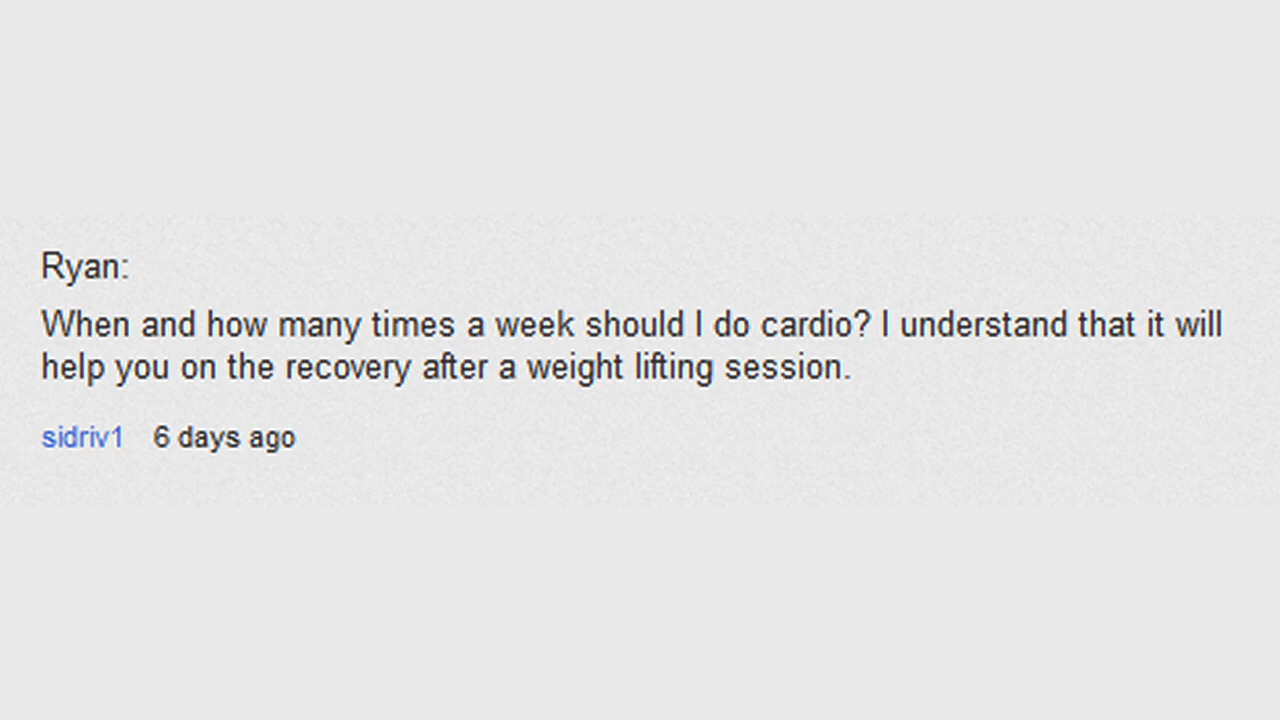 Ryan:
When and how many times a week should I do cardio? I understand that it will
help you on the recovery after a weight lifting session.
sidriv1 6 days ago